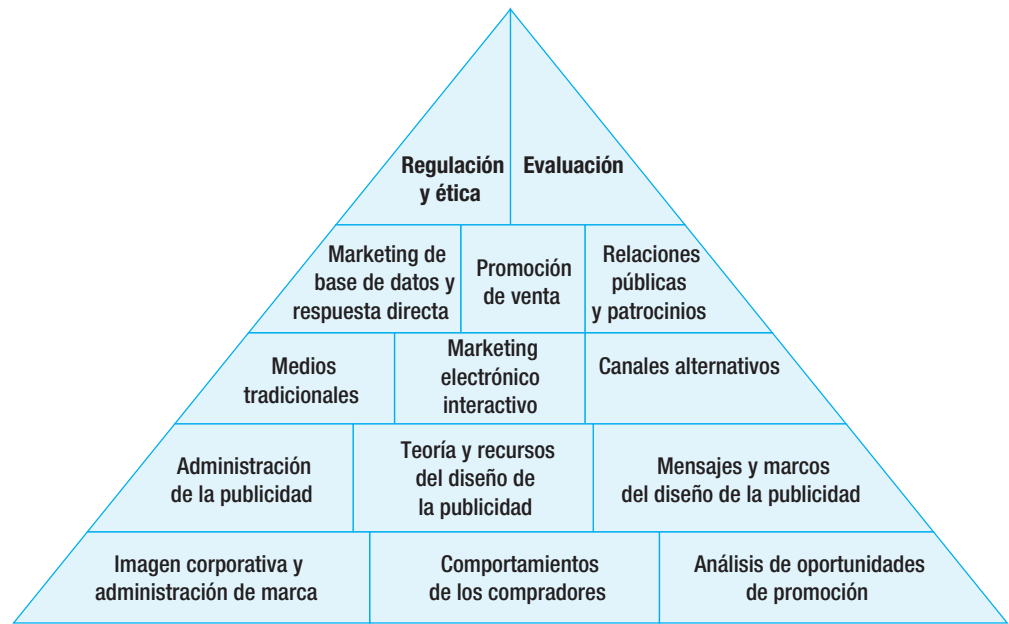 Regulación
y ética
Evaluación
Marketing de
base de datos y
respuesta directa
Promoción
de venta
Relaciones
públicas
y patrocinios
Medios
tradicionales
Marketing
electrónico
interactivo
Canales alternativos
Administración
de la publicidad
Teoría y recursos
del diseño de
la publicidad
Mensajes y marcos
del diseño de la publicidad
Imagen corporativa y
administración de marca
Comportamientos
de los compradores
Análisis de oportunidades
de promoción